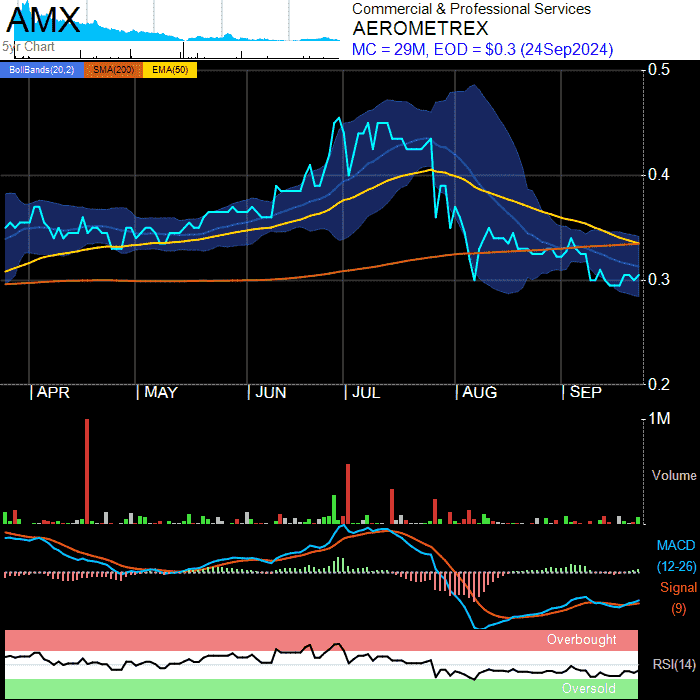 AMX
5yr Chart
Commercial & Professional Services
AEROMETREX
MC = 29M, EOD = $0.3 (24Sep2024)
BollBands(20,2) SMA(200) EMA(50)
0.5
0.4
0.3
0.2
APR MAY JUN JUL AUG SEP
1M
Volume
MACD
(12-26)
Signal
(9)
Overbought
RSI(14)
Oversold